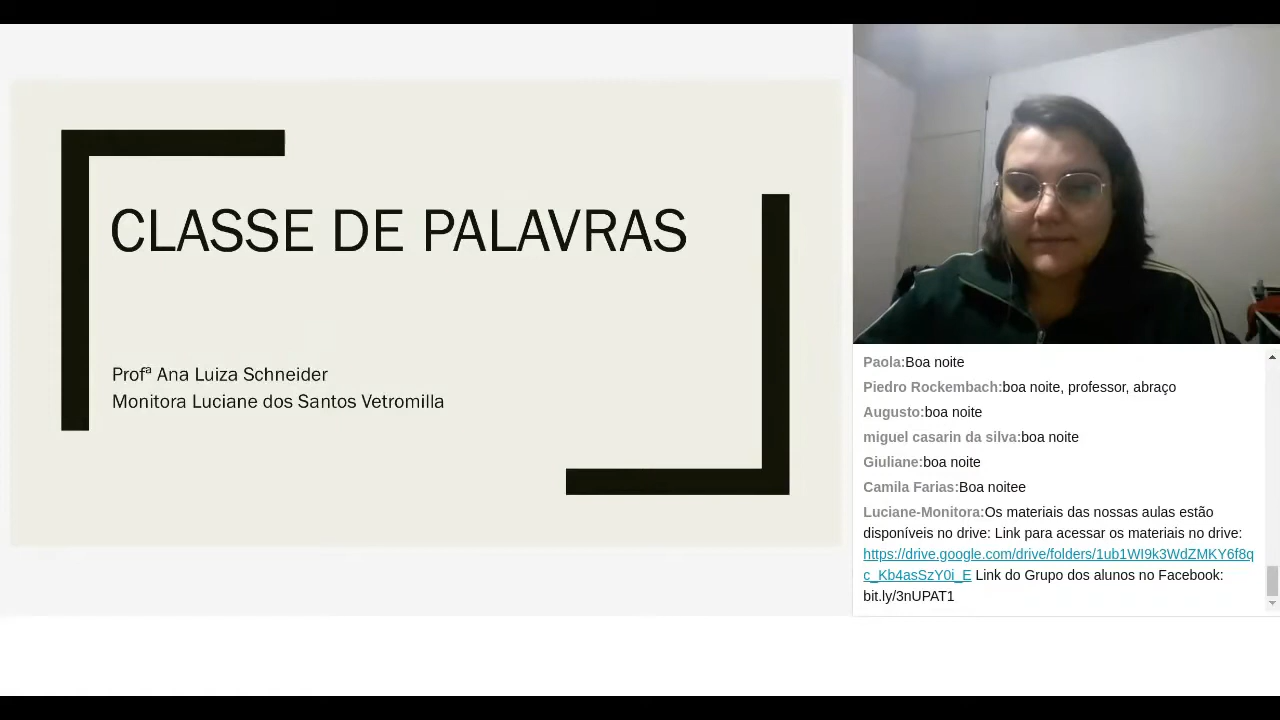 CLASSE DE PALAVRAS
Profª Ana Luiza Schneider
Monitora Luciane dos Santos Vetromilla
Paola:Boa noite
Piedro Rockembach:boa noite, professor, abraço
Augusto:boa noite
miguel casarin da silva:boa noite
Giuliane:boa noite
Camila Farias:Boa noitee
Luciane-Monitora:Os materiais das nossas aulas estão
disponíveis no drive: Link para acessar os materiais no drive:
https://drive.google.com/drive/folders/1ub1WI9k3WdZMKY6f8q
c_Kb4asSzY0i_E Link do Grupo dos alunos no Facebook:
bit.ly/3nUPAT1